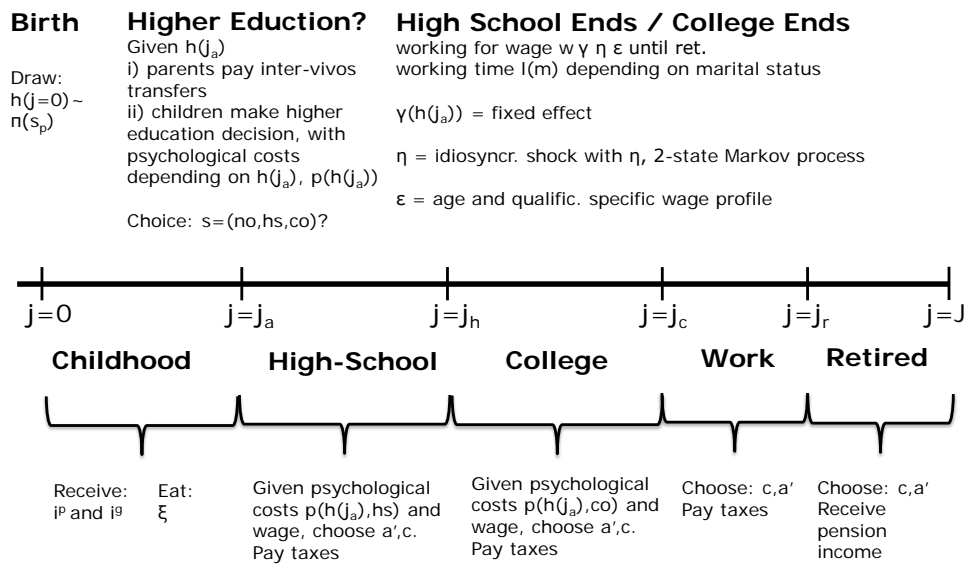 Birth
Draw:
h(j=0) ~
π(sₚ)
Higher Eduction?
Given h(jₐ)
i) parents pay inter-vivos
transfers
ii) children make higher
education decision, with
psychological costs
depending on h(jₐ), p(h(jₐ))
Choice: s=(no,hs,co)?
High School Ends / College Ends
working for wage w γ η ε until ret.
working time l(m) depending on marital status
γ(h(jₐ)) = fixed effect
η = idiosyncr. shock with η, 2-state Markov process
ε = age and qualific. specific wage profile
j=0
j=jₐ
j=jₕ
j=j_c
j=jᵣ
j=J
Childhood
High-School
College
Work
Retired
Receive:
iᵖ and iᵍ
Eat:
ξ
Given psychological
costs p(h(jₐ),hs) and
wage, choose a',c.
Pay taxes
Given psychological
costs p(h(jₐ),co) and
wage, choose a',c.
Pay taxes
Choose: c,a'
Pay taxes
Choose: c,a'
Receive
pension
income